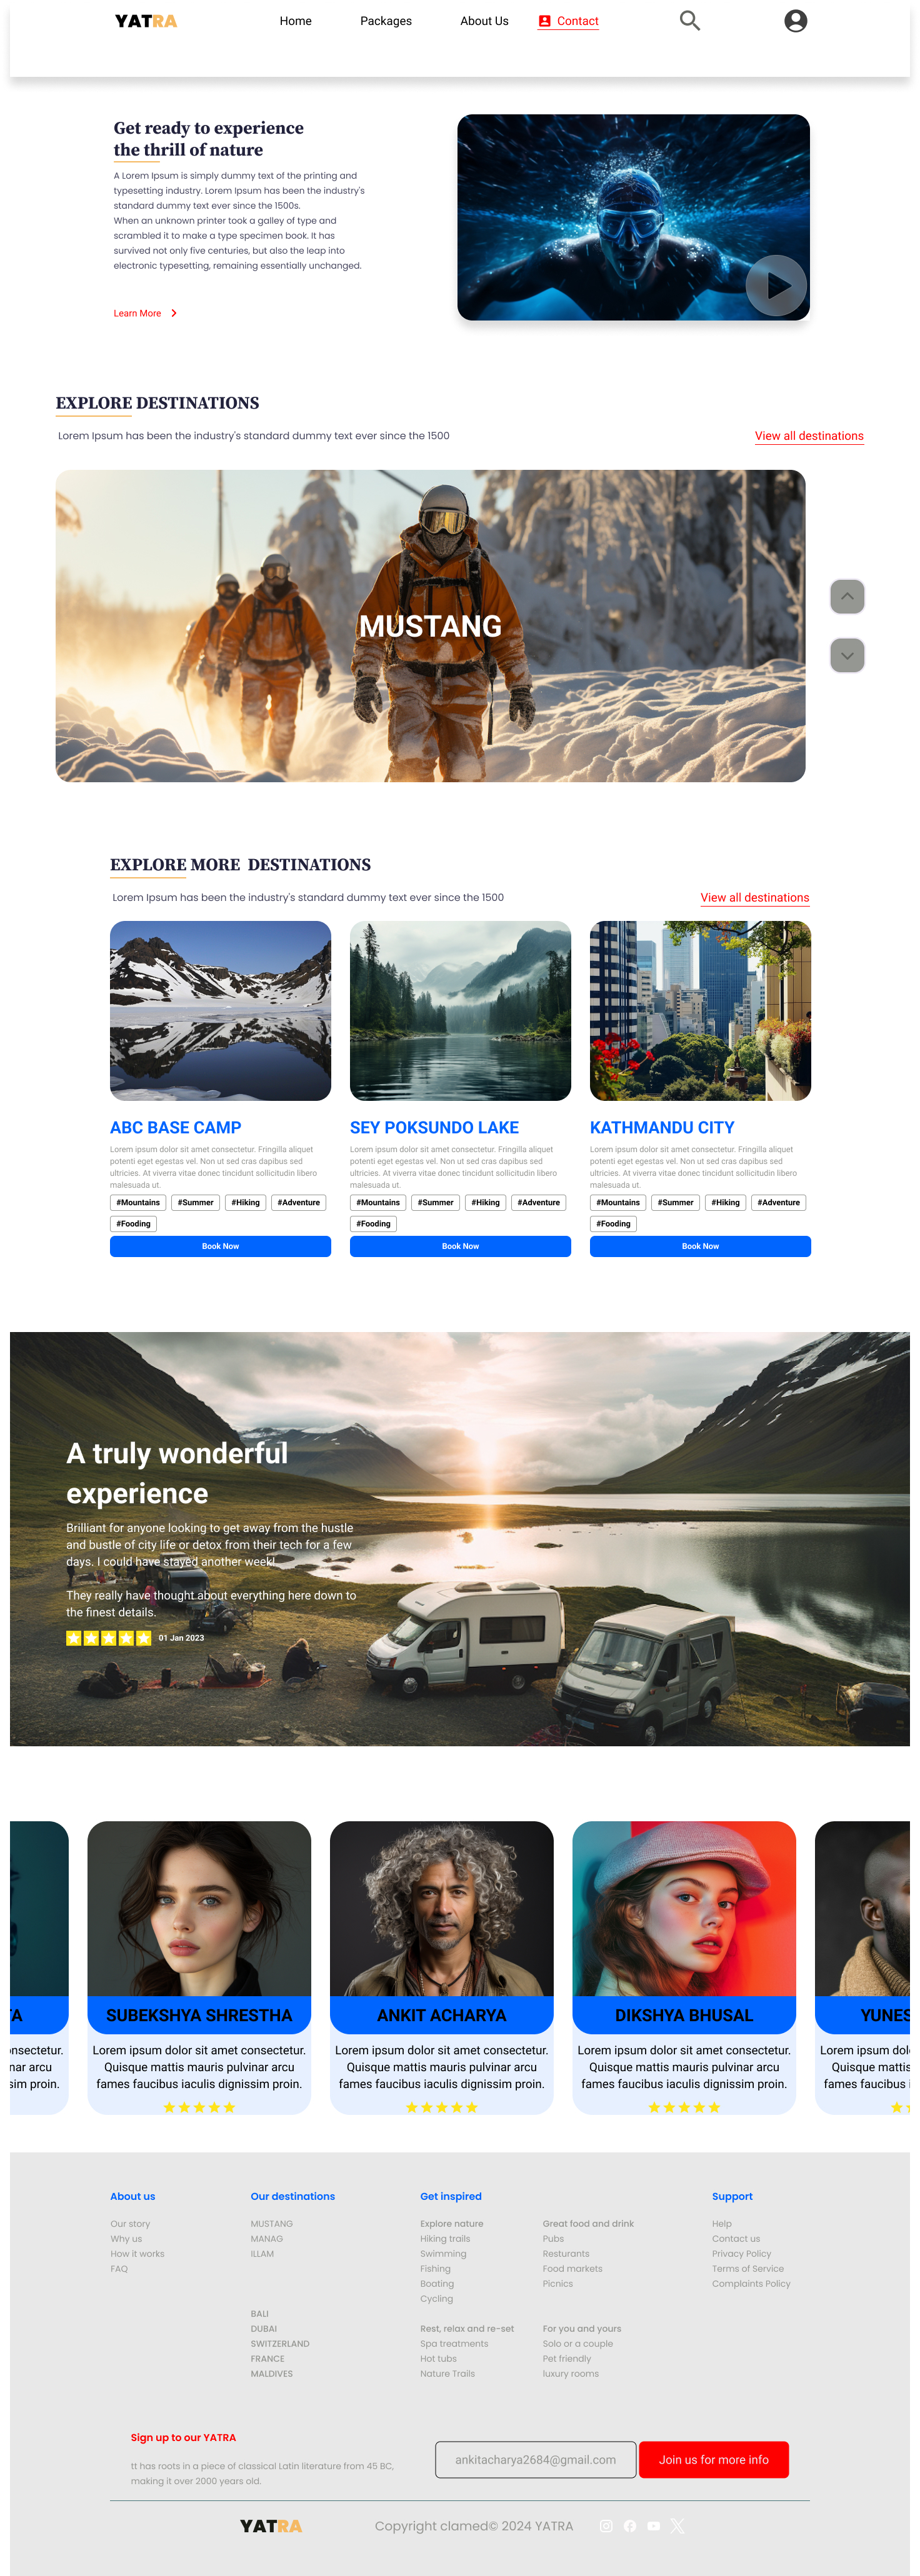 YATRA
Home
Packages
About Us
Contact
Get ready to experience
the thrill of nature
A Lorem Ipsum is simply dummy text of the printing and
typesetting industry. Lorem Ipsum has been the industry's
standard dummy text ever since the 1500s.
When an unknown printer took a galley of type and
scrambled it to make a type specimen book. It has
survived not only five centuries, but also the leap into
electronic typesetting, remaining essentially unchanged.
Learn More
EXPLORE DESTINATIONS
Lorem Ipsum has been the industry's standard dummy text ever since the 1500
View all destinations
MUSTANG
EXPLORE MORE DESTINATIONS
Lorem Ipsum has been the industry's standard dummy text ever since the 1500
View all destinations
ABC BASE CAMP
Lorem ipsum dolor sit amet consectetur. Fringilla aliquet
potenti eget egestas vel. Non ut sed cras dapibus sed
ultricies. At viverra vitae donec tincidunt sollicitudin libero
malesuada ut.
#Mountains #Summer #Hiking #Adventure
#Fooding
Book Now
SEY POKSUNDO LAKE
Lorem ipsum dolor sit amet consectetur. Fringilla aliquet
potenti eget egestas vel. Non ut sed cras dapibus sed
ultricies. At viverra vitae donec tincidunt sollicitudin libero
malesuada ut.
#Mountains #Summer #Hiking #Adventure
#Fooding
Book Now
KATHMANDU CITY
Lorem ipsum dolor sit amet consectetur. Fringilla aliquet
potenti eget egestas vel. Non ut sed cras dapibus sed
ultricies. At viverra vitae donec tincidunt sollicitudin libero
malesuada ut.
#Mountains #Summer #Hiking #Adventure
#Fooding
Book Now
A truly wonderful
experience
Brilliant for anyone looking to get away from the hustle
and bustle of city life or detox from their tech for a few
days. I could have stayed another week!
They really have thought about everything here down to
the finest details.
01 Jan 2023
TA
onsectetur.
nar arcu
sim proin.
SUBEKSHYA SHRESTHA
Lorem ipsum dolor sit amet consectetur.
Quisque mattis mauris pulvinar arcu
fames faucibus iaculis dignissim proin.
ANKIT ACHARYA
Lorem ipsum dolor sit amet consectetur.
Quisque mattis mauris pulvinar arcu
fames faucibus iaculis dignissim proin.
DIKSHYA BHUSAL
Lorem ipsum dolor sit amet consectetur.
Quisque mattis mauris pulvinar arcu
fames faucibus iaculis dignissim proin.
YUNES
Lorem ipsum dol
Quisque mattis
fames faucibus i
About us
Our story
Why us
How it works
FAQ
Our destinations
MUSTANG
MANAG
ILLAM
BALI
DUBAI
SWITZERLAND
FRANCE
MALDIVES
Get inspired
Explore nature
Hiking trails
Swimming
Fishing
Boating
Cycling
Rest, relax and re-set
Spa treatments
Hot tubs
Nature Trails
Great food and drink
Pubs
Resturants
Food markets
Picnics
For you and yours
Solo or a couple
Pet friendly
luxury rooms
Support
Help
Contact us
Privacy Policy
Terms of Service
Complaints Policy
Sign up to our YATRA
tt has roots in a piece of classical Latin literature from 45 BC,
making it over 2000 years old.
ankitacharya2684@gmail.com
Join us for more info
YATRA
Copyright clamed© 2024 YATRA